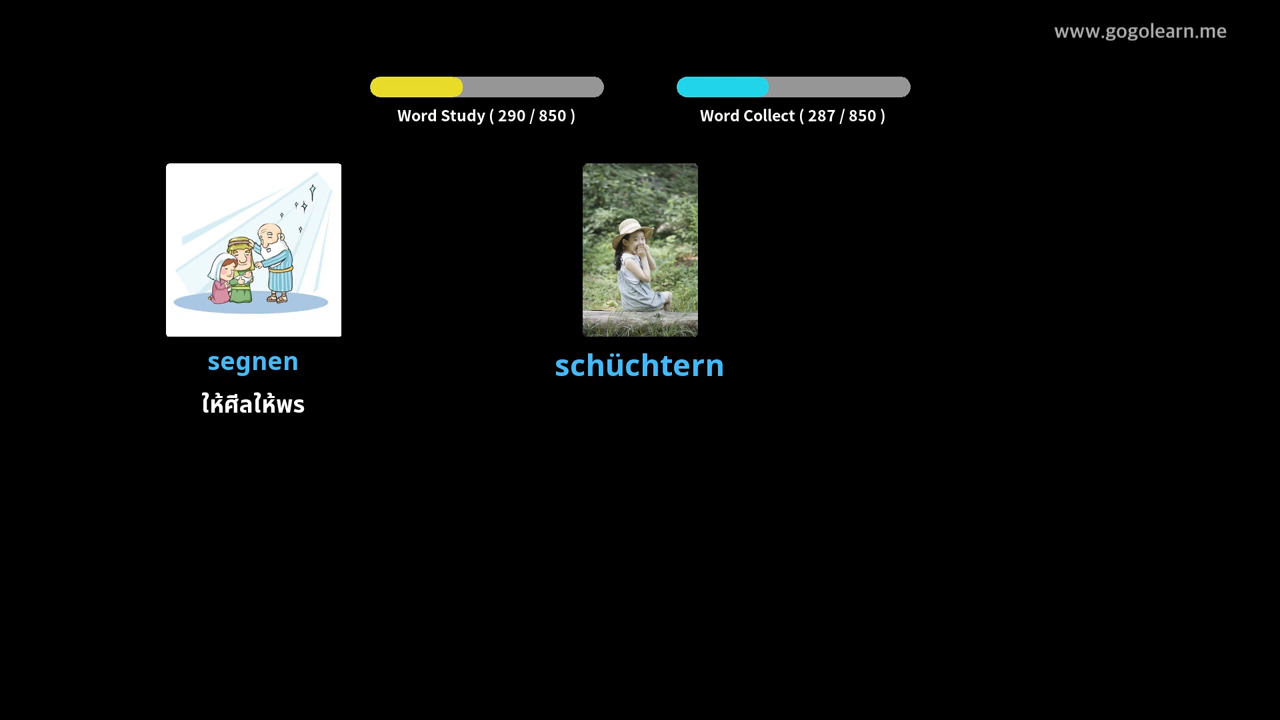 www.gogolearn.me
Word Study ( 290 / 850 )
Word Collect ( 287 / 850 )
segnen
schüchtern
ให้ศีลให้พร